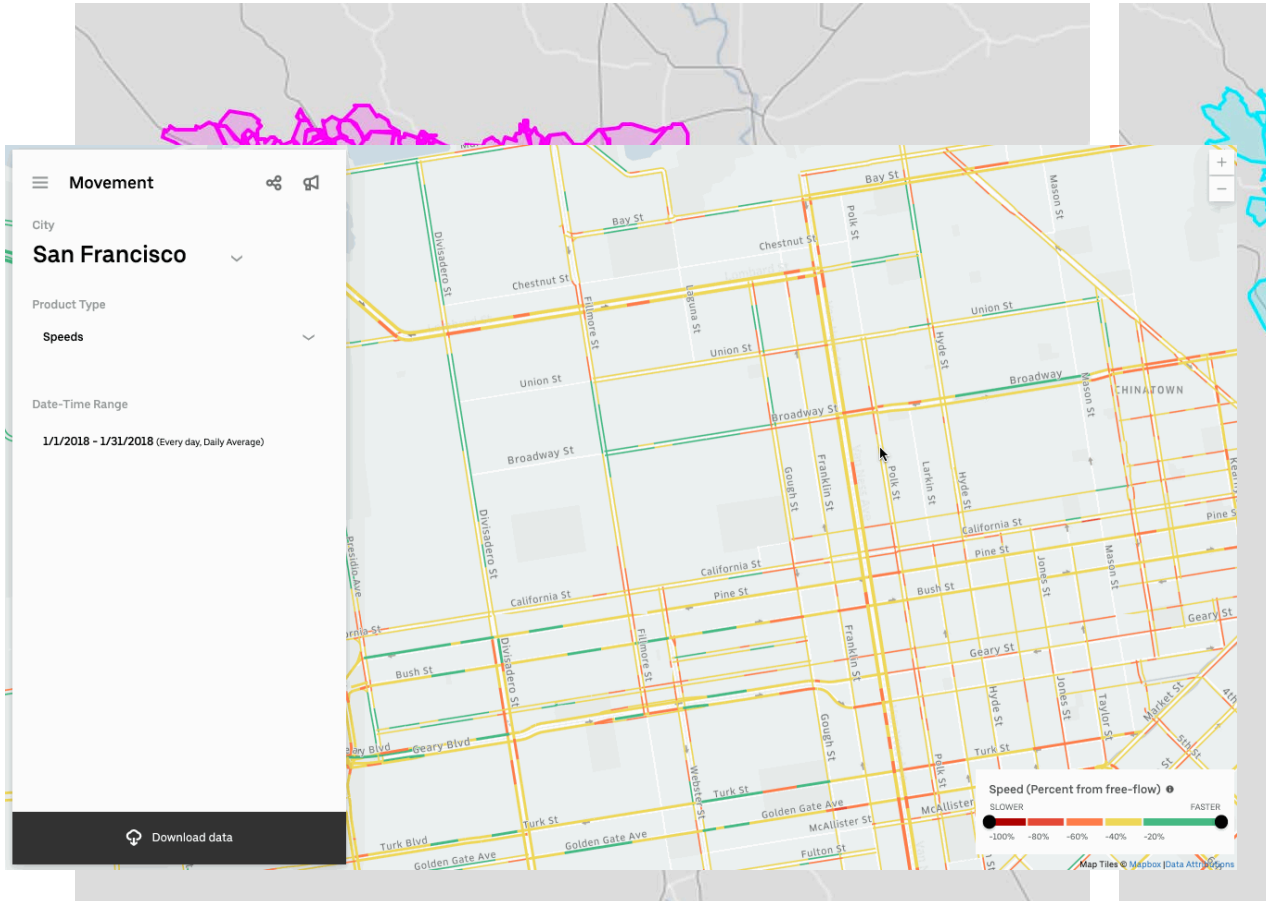 Movement
City
San Francisco
Product Type
Speeds
Date-Time Range
1/1/2018 - 1/31/2018 (Every day, Daily Average)
Download data
Bay St
Bay St
Mason St
Polk St
Divisadero St
Chestnut St
Chestnut St
Fillmore St
Laguna St
Union St
Union St
Union St
Hyde St
Broadway
Mason St
CHINATOWN
Broadway St
Broadway St
Gough St
Franklin St
Polk St
Larkin St
Hyde St
Divisadero St
Presidio Ave
California St
Pine St
California St
Pine St
California St
Pine St
Bush St
Jones St
Mason St
Geary St
Bush St
Divisadero St
Fillmore St
Franklin St
Geary St
Hyde St
Jones St
Taylor St
Market St
4th
5th St
St
Geary Blvd
Gough St
Turk St
Polk St
Webster St
Turk St
Golden Gate Ave
McAllister
McAllister St
Turk St
Golden Gate Ave
Turk Blvd
Golden Gate Ave
Fulton St
+
−
Speed (Percent from free-flow)
SLOWER FASTER
-100% -80% -60% -40% -20%
Map Tiles © Mapbox |Data Attributions